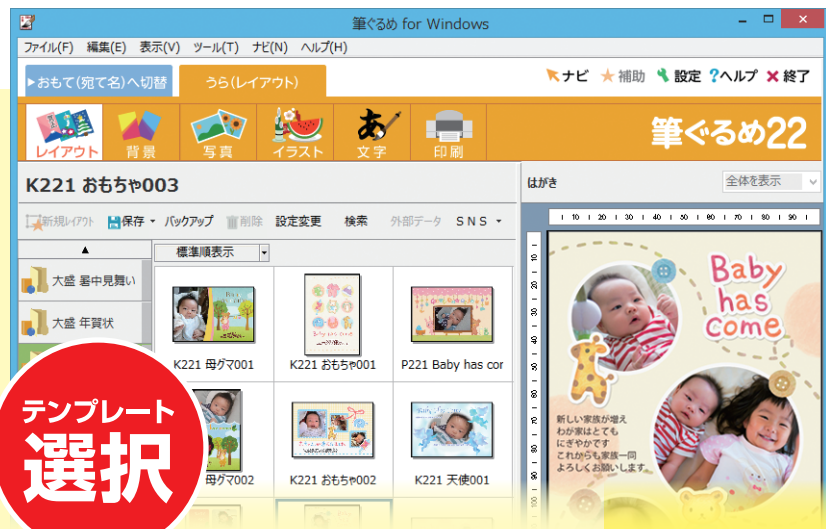 筆ぐるめ for Windows
ファイル(F) 編集(E) 表示(V) ツール(T) ナビ(N) ヘルプ(H)
▶おもて(宛て名)へ切替 うら(レイアウト)
ナビ 補助 設定 ?ヘルプ 終了
レイアウト 背景 写真 イラスト あ 文字 印刷
筆ぐるめ22
K221 おもちゃ003
はがき 全体を表示
新規レイアウト 保存 バックアップ 削除 設定変更 検索 外部データ SNS
10 20 30 40 50 60 70 80 90
標準順表示
大盛 暑中見舞い
大盛 年賀状
K221 母グマ001 K221 おもちゃ001 P221 Baby has cor
母グマ002 K221 おもちゃ002 K221 天使001
Baby
has
come
新しい家族が増え
わが家はとても
にぎやかです
これからも家族一同
よろしくお願いします。
テンプレート
選択